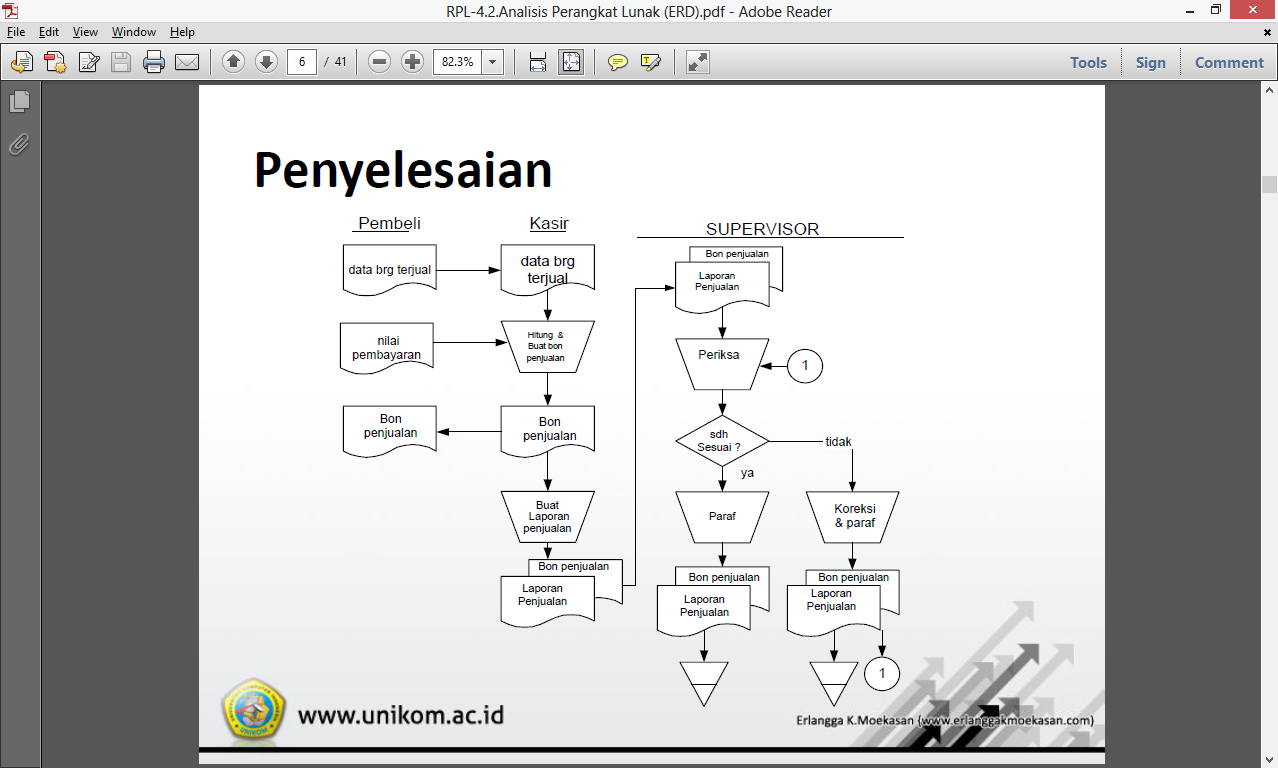 RPL-4.2.Analisis Perangkat Lunak (ERD).pdf - Adobe Reader
File Edit View Window Help
6 / 41 82.3% Tools Sign Comment
Penyelesaian
Pembeli
Kasir
SUPERVISOR
data brg terjual
data brg
terjual
Bon penjualan
Laporan
Penjualan
nilai
pembayaran
Hitung &
Buat bon
penjualan
Periksa
1
Bon
penjualan
Bon
penjualan
sdh
Sesuai ?
tidak
ya
Buat
Laporan
penjualan
Paraf
Koreksi
& paraf
Bon penjualan
Laporan
Penjualan
Bon penjualan
Laporan
Penjualan
Bon penjualan
Laporan
Penjualan
1
UNIKOM
www.unikom.ac.id
Erlangga K.Moekasan (www.erlanggakmoekasan.com)